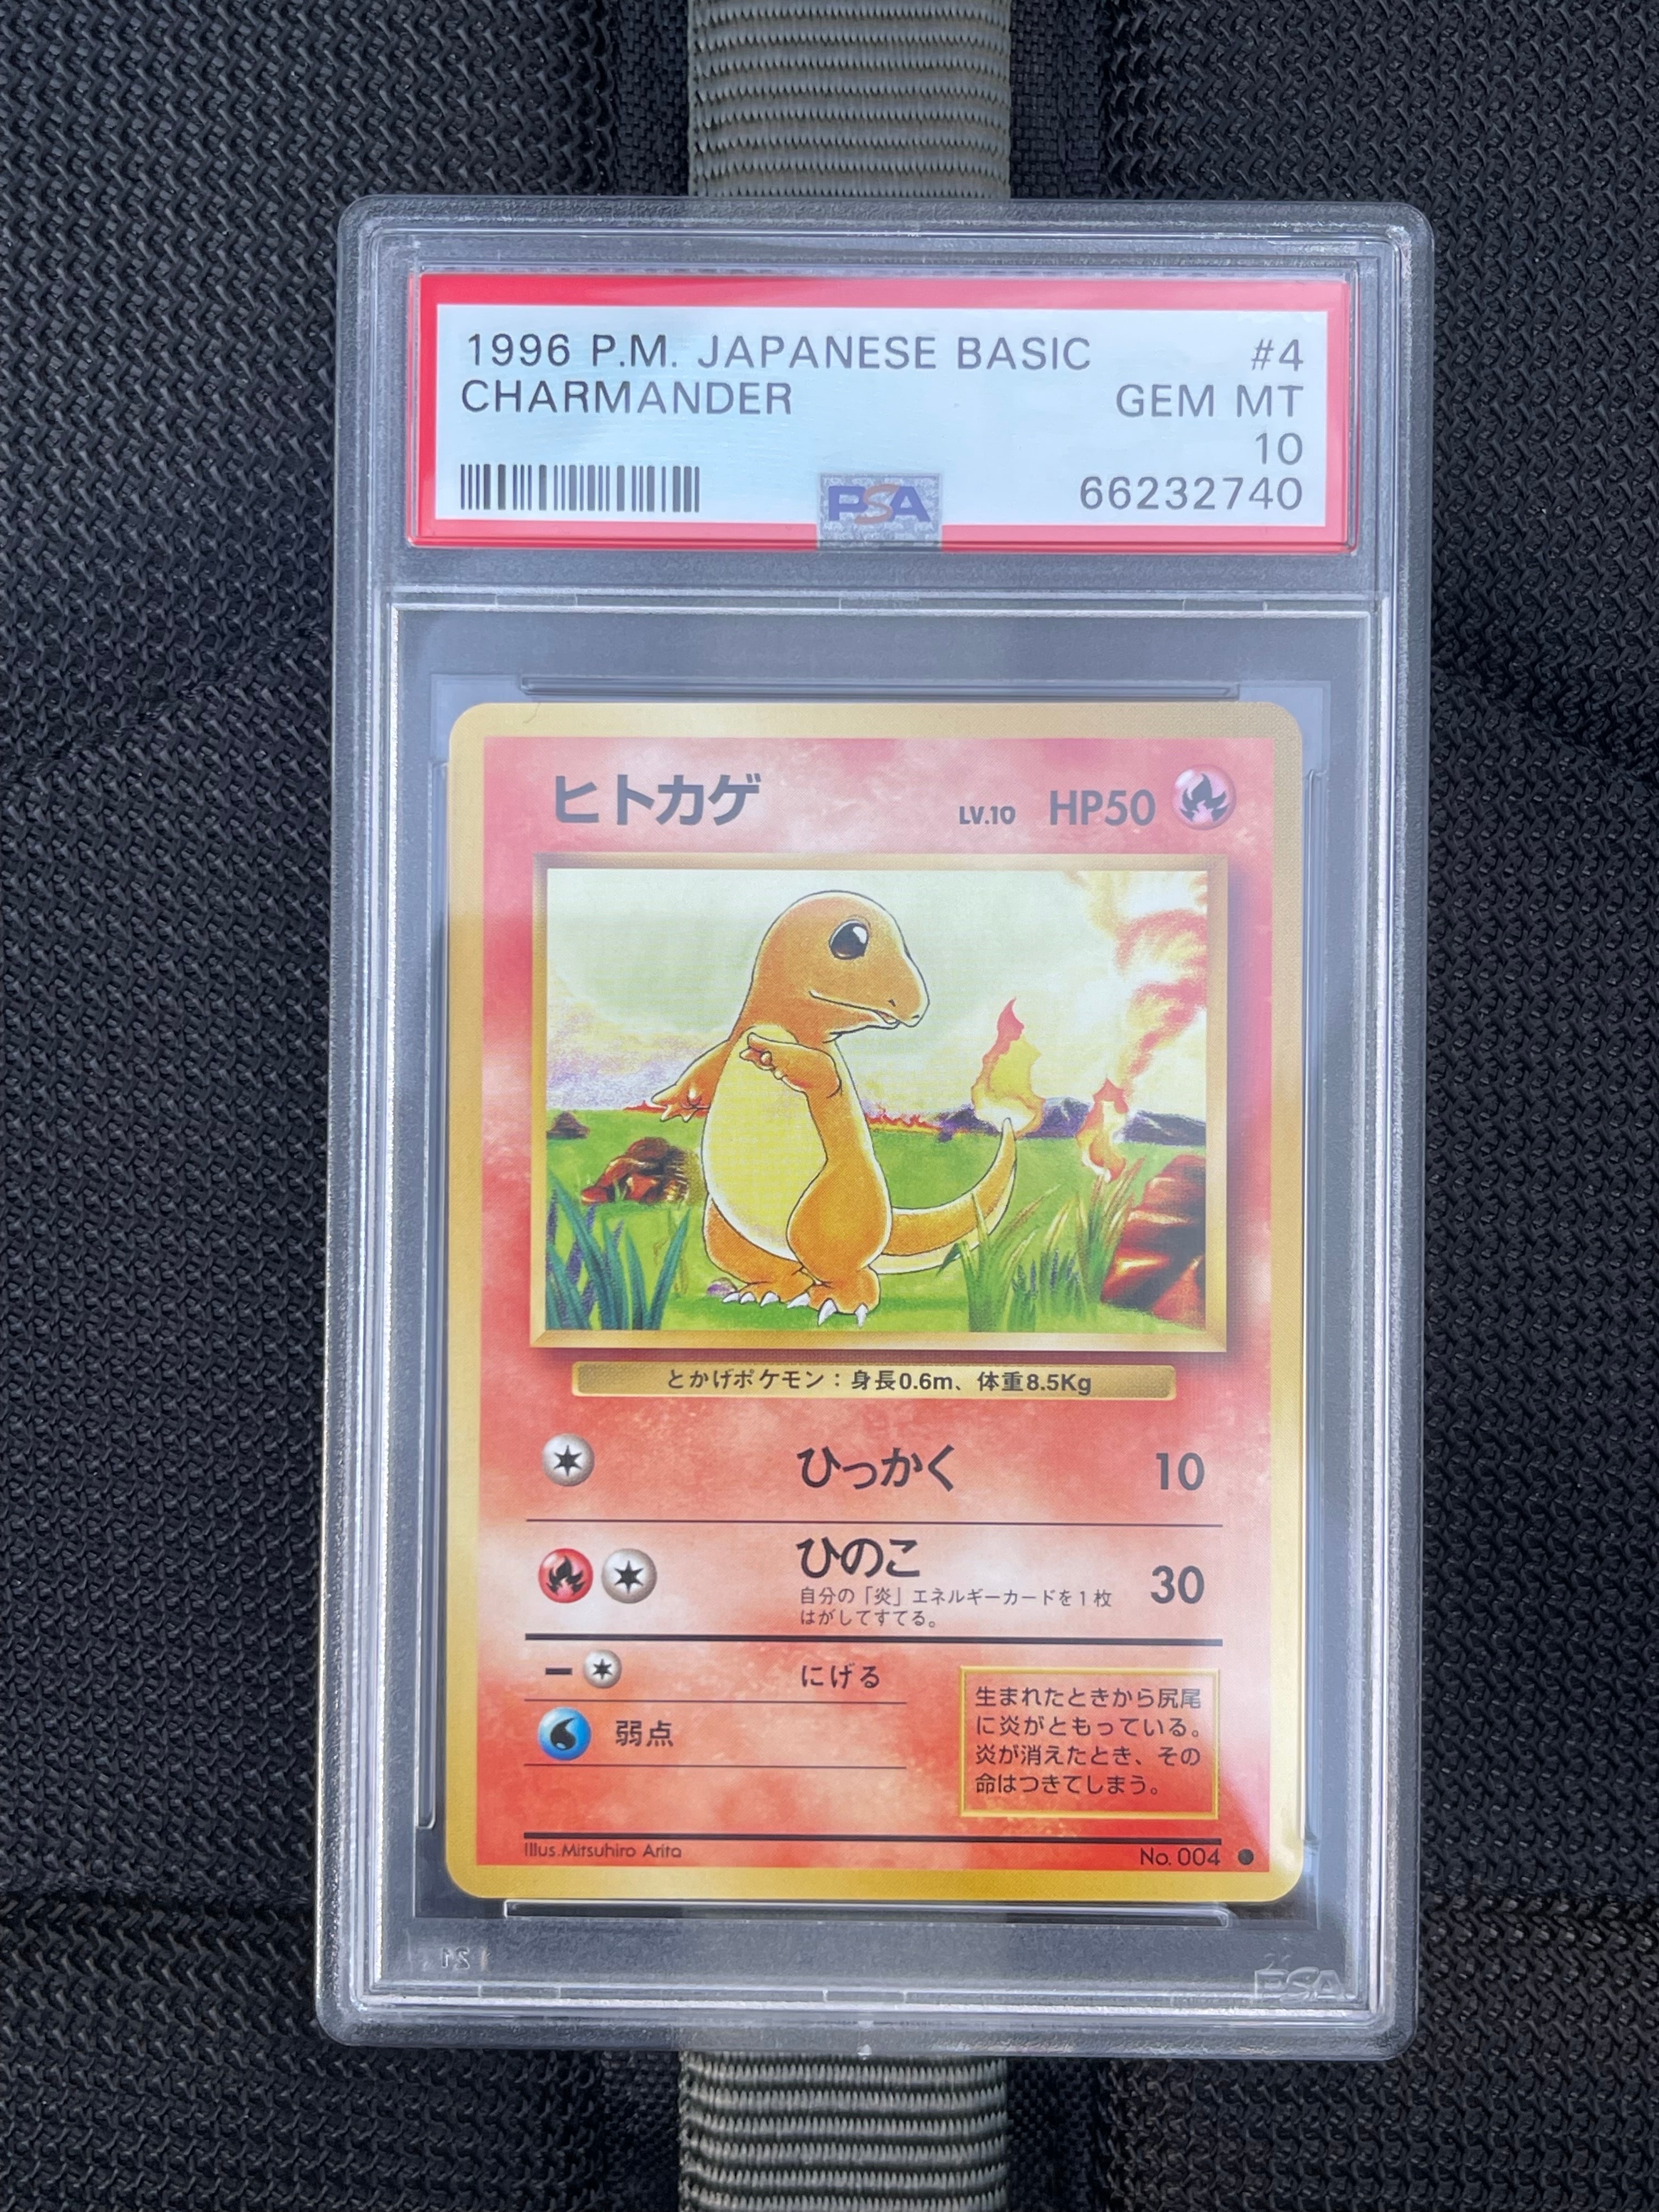 1996 P.M. JAPANESE BASIC #4
CHARMANDER GEM MT
10
PSA 66232740
ヒトカゲ LV.10 HP50
とかげポケモン：身長0.6m、体重8.5Kg
ひっかく 10
ひのこ 30
自分の「炎」エネルギーカードを1枚
はがしてすてる。
ー にげる
弱点
生まれたときから尻尾
に炎がともっている。
炎が消えたとき、その
命はつきてしまう。
Illus.Mitsuhiro Arita No. 004 ●
21 PSA